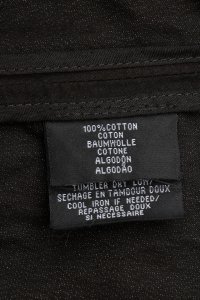 100%COTTON
COTON
BAUMWOLLE
COTONE
ALGODÓN
ALGODÃO
TUMBLER DRY LOW/
SECHAGE EN TAMBOUR DOUX
COOL IRON IF NEEDED/
REPASSAGE DOUX
SI NECESSAIRE